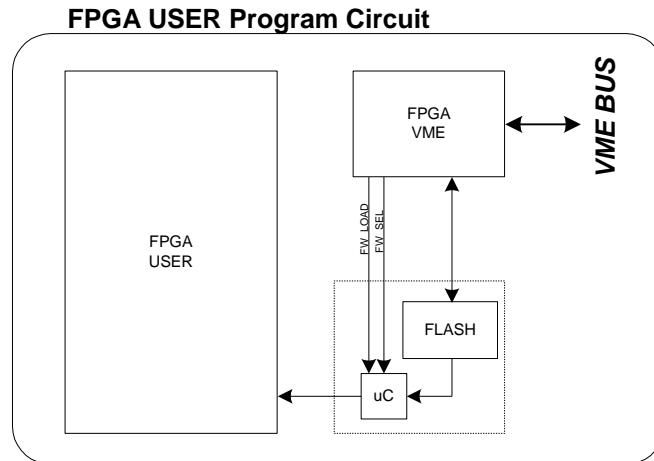 FPGA USER Program Circuit
FPGA
VME
VME BUS
FPGA
USER
FW_LOAD
FW_SEL
FLASH
uC